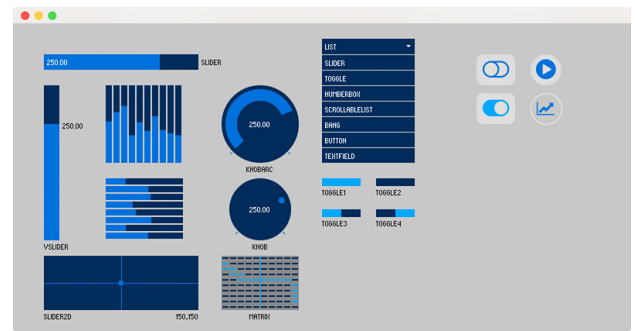 250.00
SLIDER
250.00
VSLIDER
SLIDER2D
150,150
250.00
KNOBARC
250.00
KNOB
MATRIX
LIST
SLIDER
TOGGLE
NUMBERBOX
SCROLLABLELIST
BANG
BUTTON
TEXTFIELD
TOGGLE1
TOGGLE2
TOGGLE3
TOGGLE4